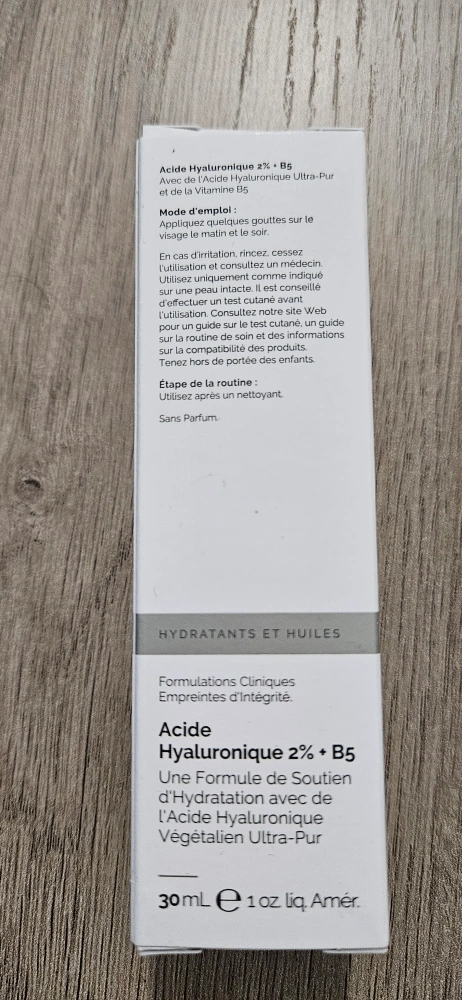 Acide Hyaluronique 2% + B5
Avec de l'Acide Hyaluronique Ultra-Pur
et de la Vitamine B5
Mode d'emploi :
Appliquez quelques gouttes sur le
visage le matin et le soir.
En cas d'irritation, rincez, cessez
l'utilisation et consultez un médecin.
Utilisez uniquement comme indiqué
sur une peau intacte. Il est conseillé
d'effectuer un test cutané avant
l'utilisation. Consultez notre site Web
pour un guide sur le test cutané, un guide
sur la routine de soin et des informations
sur la compatibilité des produits.
Tenez hors de portée des enfants.
Étape de la routine :
Utilisez après un nettoyant.
Sans Parfum.
HYDRATANTS ET HUILES
Formulations Cliniques
Empreintes d'Intégrité.
Acide
Hyaluronique 2% + B5
Une Formule de Soutien
d'Hydratation avec de
l'Acide Hyaluronique
Végétalien Ultra-Pur
30 mL ℮ 1 oz. liq. Amér.